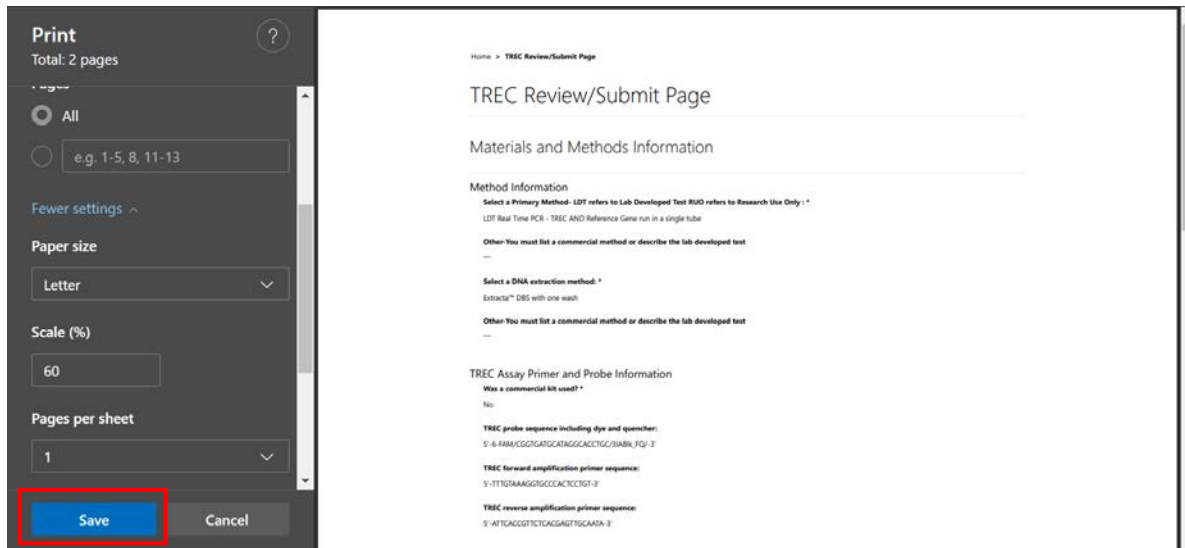 Print
?
Total: 2 pages
Pages
All
e.g. 1-5, 8, 11-13
Fewer settings
Paper size
Letter
Scale (%)
60
Pages per sheet
1
Save
Cancel
Home > TREC Review/Submit Page
TREC Review/Submit Page
Materials and Methods Information
Method Information
Select a Primary Method- LDT refers to Lab Developed Test RUO refers to Research Use Only : *
LDT Real Time PCR - TREC AND Reference Gene run in a single tube
Other-You must list a commercial method or describe the lab developed test
—
Select a DNA extraction method: *
Extracta™ DBS with one wash
Other-You must list a commercial method or describe the lab developed test
—
TREC Assay Primer and Probe Information
Was a commercial kit used? *
No
TREC probe sequence including dye and quencher:
5'-6-FAM/CGGTGATGCATAGGCACCTGC/3IABlk_FQ/-3'
TREC forward amplification primer sequence:
5'-TTTGTAAAGGTGCCCACTCCTGT-3'
TREC reverse amplification primer sequence:
5'-ATTCACCGTTCTCACGAGTTGCAATA-3'